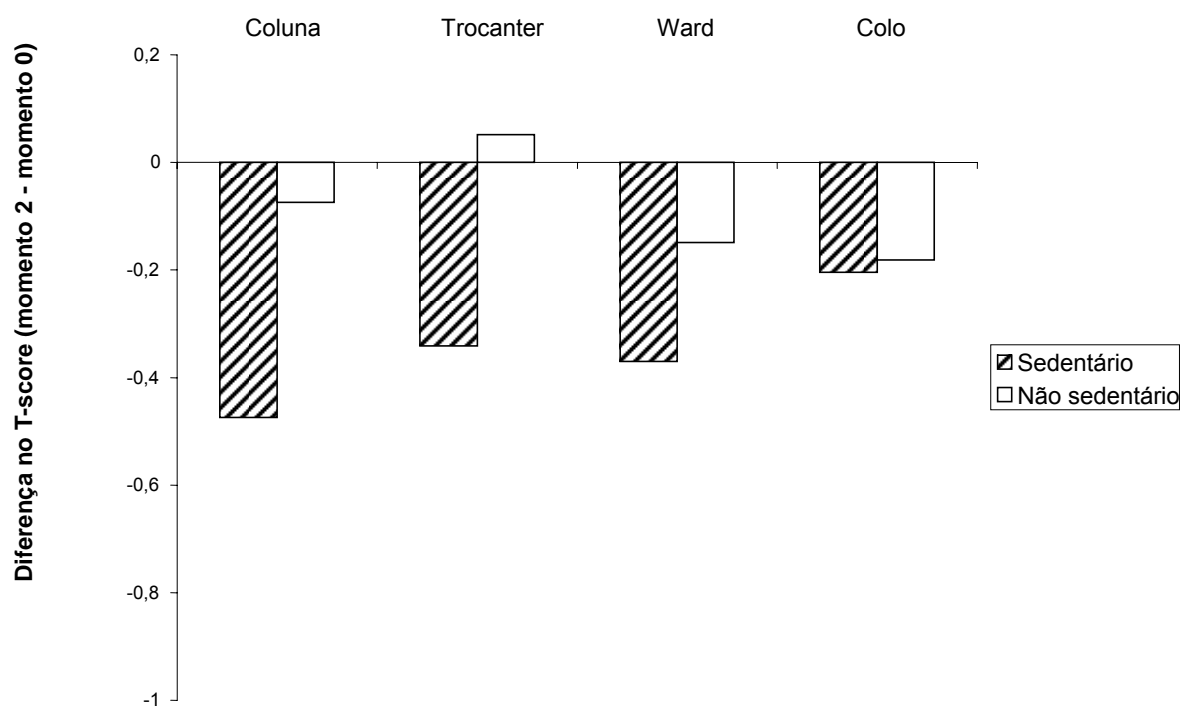 Coluna Trocanter Ward Colo
Diferença no T-score (momento 2 - momento 0)
0,2
0
-0,2
-0,4
-0,6
-0,8
-1
Sedentário
Não sedentário